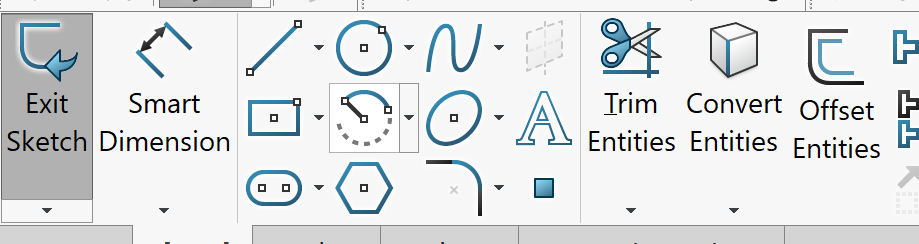 Exit
Sketch
Smart
Dimension
A
Trim
Entities
Convert
Entities
Offset
Entities